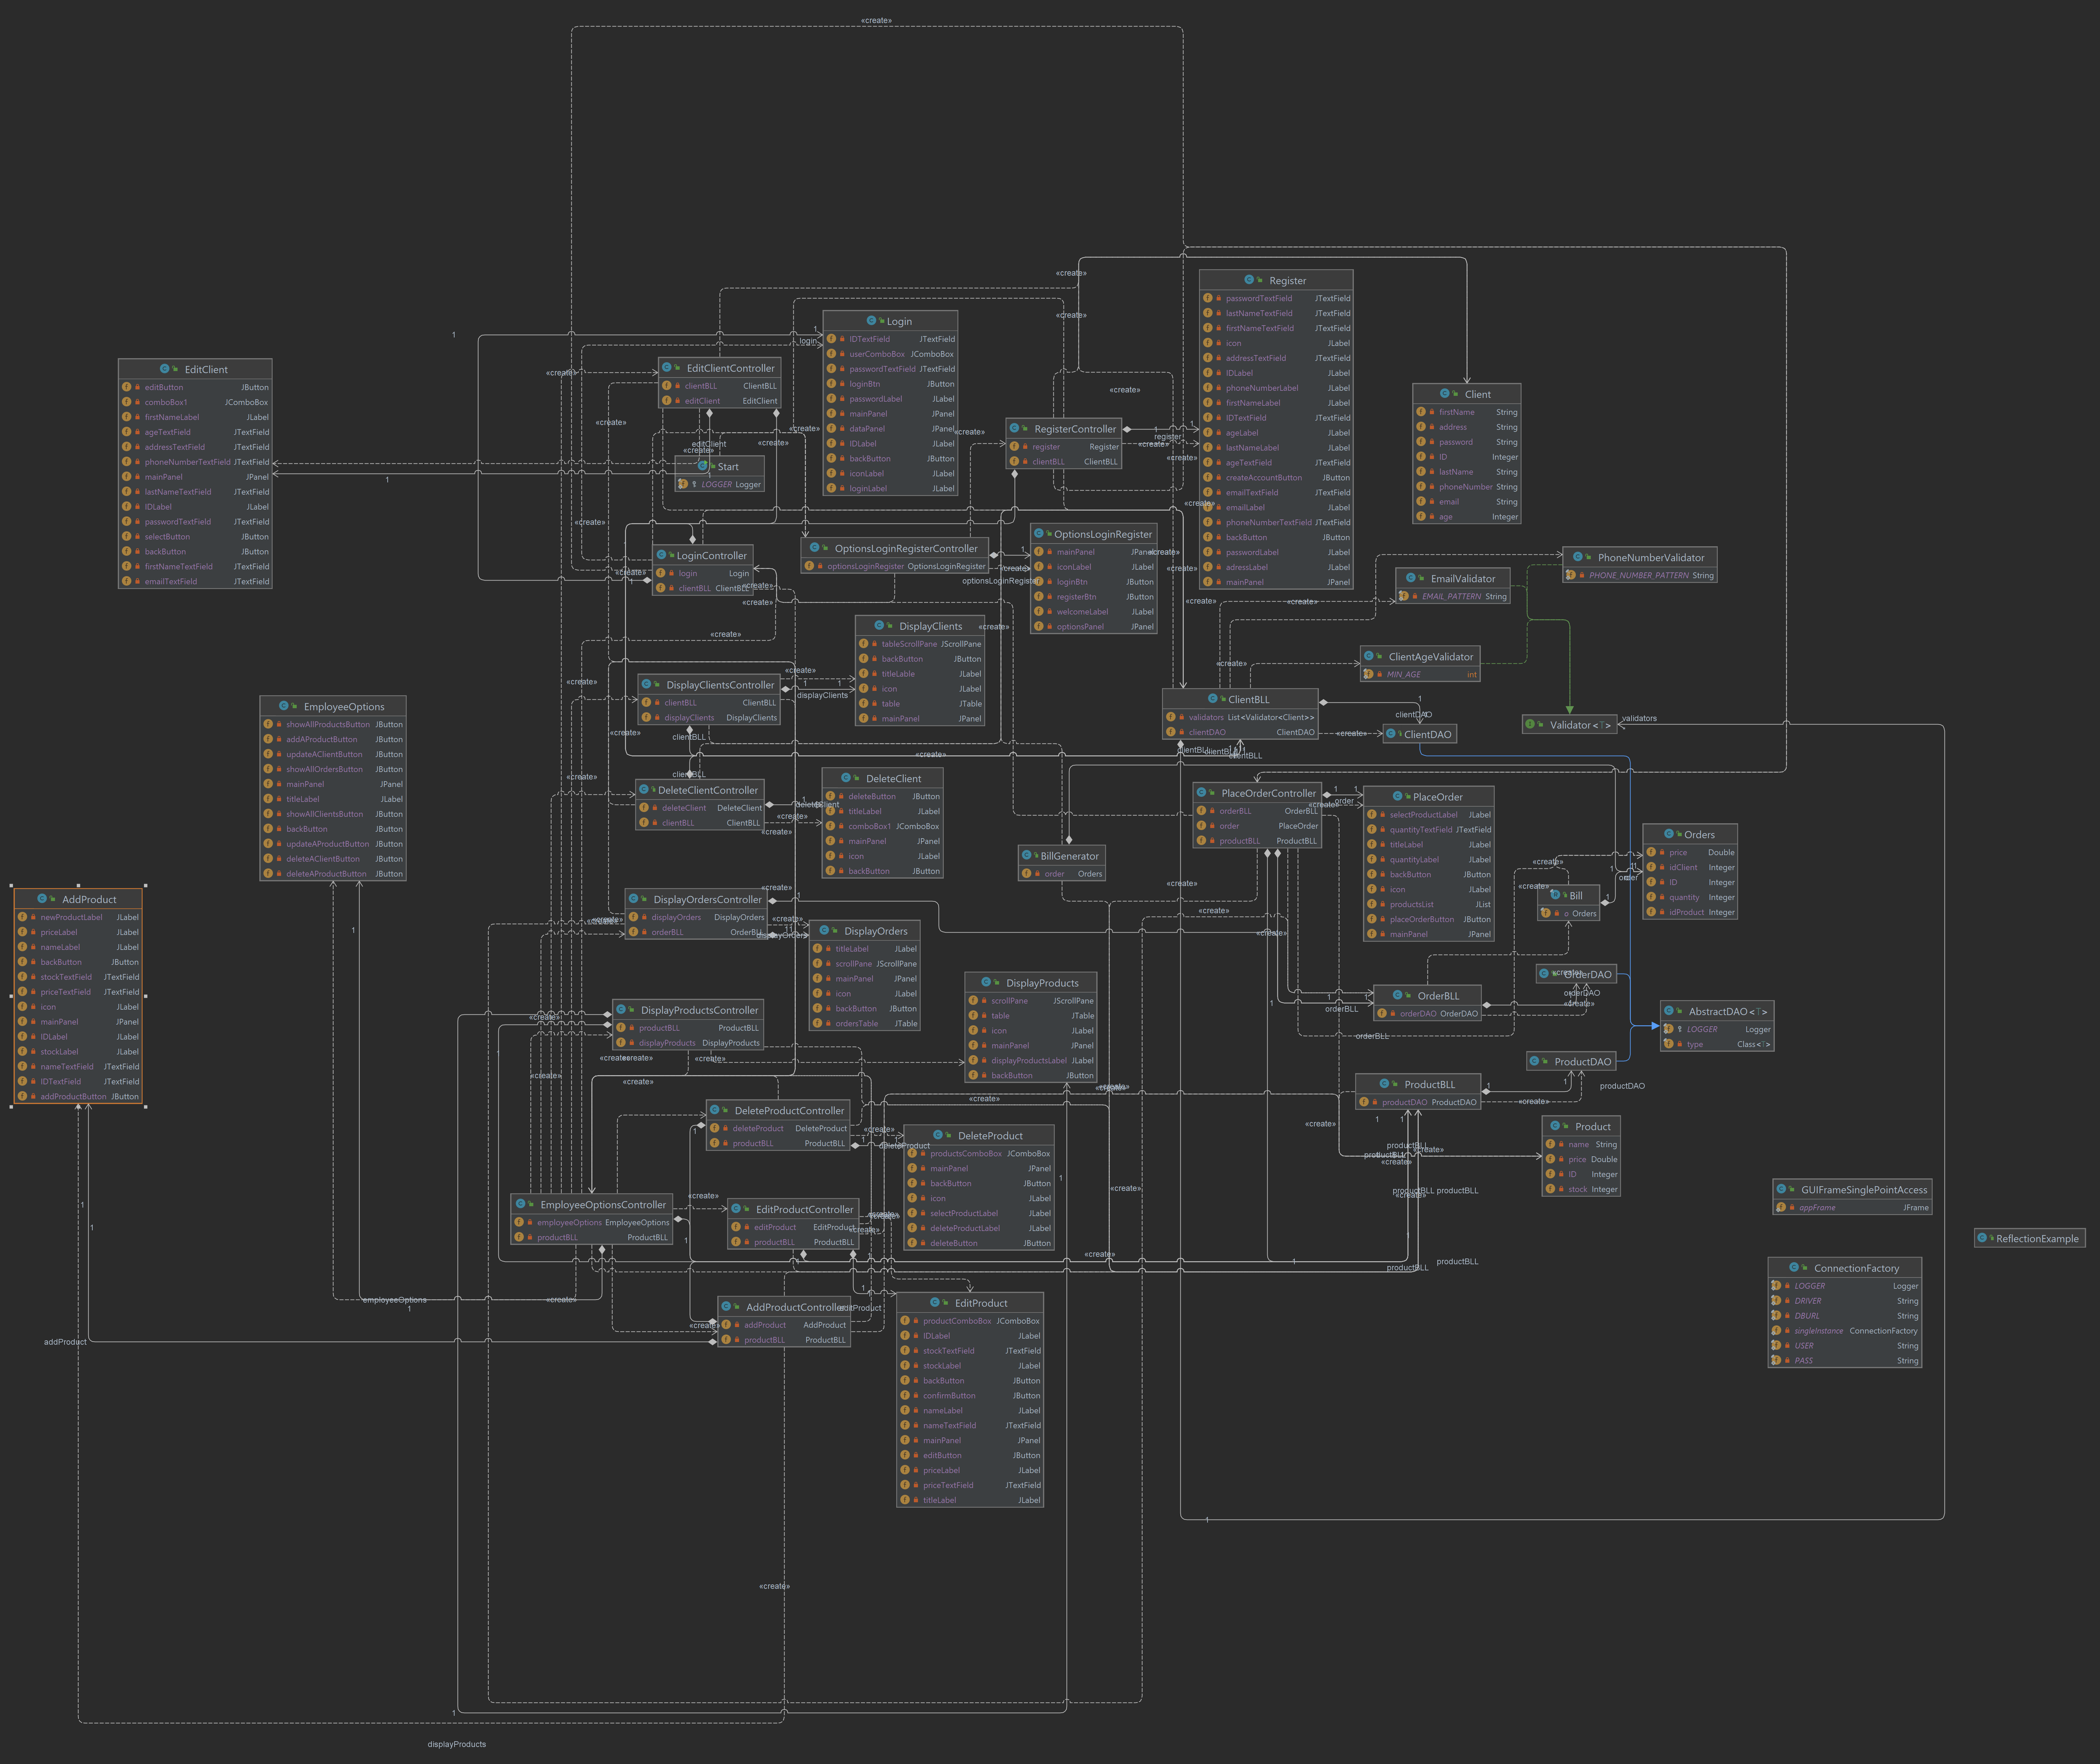 «create»
EditClient
editButton JButton
comboBox1 JComboBox
firstNameLabel JLabel
ageTextField JTextField
addressTextField JTextField
phoneNumberTextField JTextField
mainPanel JPanel
lastNameTextField JTextField
IDLabel JLabel
passwordTextField JTextField
selectButton JButton
backButton JButton
firstNameTextField JTextField
emailTextField JTextField
EditClientController
clientBLL ClientBLL
editClient EditClient
editClient
«create»
Start
LOGGER Logger
Login
IDTextField JTextField
userComboBox JComboBox
passwordTextField JTextField
loginBtn JButton
passwordLabel JLabel
mainPanel JPanel
dataPanel JPanel
IDLabel JLabel
backButton JButton
iconLabel JLabel
loginLabel JLabel
login
1
LoginController
login Login
clientBLL ClientBLL
RegisterController
register Register
clientBLL ClientBLL
register
«create»
Register
passwordTextField JTextField
lastNameTextField JTextField
firstNameTextField JTextField
icon JLabel
addressTextField JTextField
IDLabel JLabel
phoneNumberLabel JLabel
firstNameLabel JLabel
IDTextField JTextField
ageLabel JLabel
lastNameLabel JLabel
ageTextField JTextField
createAccountButton JButton
emailTextField JTextField
emailLabel JLabel
phoneNumberTextField JTextField
backButton JButton
passwordLabel JLabel
adressLabel JLabel
mainPanel JPanel
Client
firstName String
address String
password String
ID Integer
lastName String
phoneNumber String
email String
age Integer
OptionsLoginRegisterController
optionsLoginRegister OptionsLoginRegister
OptionsLoginRegister
mainPanel JPanel
iconLabel JLabel
loginBtn JButton
registerBtn JButton
welcomeLabel JLabel
optionsPanel JPanel
PhoneNumberValidator
PHONE_NUMBER_PATTERN String
EmailValidator
EMAIL_PATTERN String
ClientAgeValidator
MIN_AGE int
Validator<T>
validators
ClientBLL
validators List<Validator<Client>>
clientDAO ClientDAO
clientDAO
«create»
ClientDAO
DisplayClients
tableScrollPane JScrollPane
backButton JButton
titleLable JLabel
icon JLabel
table JTable
mainPanel JPanel
DisplayClientsController
clientBLL ClientBLL
displayClients DisplayClients
displayClients
clientBLL
EmployeeOptions
showAllProductsButton JButton
addAProductButton JButton
updateAClientButton JButton
showAllOrdersButton JButton
mainPanel JPanel
titleLabel JLabel
showAllClientsButton JButton
backButton JButton
updateAProductButton JButton
deleteAClientButton JButton
deleteAProductButton JButton
clientBLL
DeleteClientController
deleteClient DeleteClient
clientBLL ClientBLL
DeleteClient
deleteButton JButton
titleLabel JLabel
comboBox1 JComboBox
mainPanel JPanel
icon JLabel
backButton JButton
PlaceOrderController
orderBLL OrderBLL
order PlaceOrder
productBLL ProductBLL
order
PlaceOrder
selectProductLabel JLabel
quantityTextField JTextField
titleLabel JLabel
quantityLabel JLabel
backButton JButton
icon JLabel
productsList JList
placeOrderButton JButton
mainPanel JPanel
BillGenerator
order Orders
Orders
price Double
idClient Integer
ID Integer
quantity Integer
idProduct Integer
Bill
o Orders
AddProduct
newProductLabel JLabel
priceLabel JLabel
nameLabel JLabel
backButton JButton
stockTextField JTextField
priceTextField JTextField
icon JLabel
mainPanel JPanel
IDLabel JLabel
stockLabel JLabel
nameTextField JTextField
IDTextField JTextField
addProductButton JButton
DisplayOrdersController
displayOrders DisplayOrders
orderBLL OrderBLL
DisplayOrders
titleLabel JLabel
scrollPane JScrollPane
mainPanel JPanel
icon JLabel
backButton JButton
ordersTable JTable
DisplayProducts
scrollPane JScrollPane
table JTable
icon JLabel
mainPanel JPanel
displayProductsLabel JLabel
backButton JButton
OrderDAO
orderDAO
«create»
OrderBLL
orderDAO OrderDAO
orderBLL
orderBLL
AbstractDAO<T>
LOGGER Logger
type Class<T>
DisplayProductsController
productBLL ProductBLL
displayProducts DisplayProducts
ProductDAO
productDAO
«create»
ProductBLL
productDAO ProductDAO
Product
name String
price Double
ID Integer
stock Integer
DeleteProductController
deleteProduct DeleteProduct
productBLL ProductBLL
DeleteProduct
productsComboBox JComboBox
mainPanel JPanel
backButton JButton
icon JLabel
selectProductLabel JLabel
deleteProductLabel JLabel
deleteButton JButton
productBLL
productBLL
GUIFrameSinglePointAccess
appFrame JFrame
ReflectionExample
EmployeeOptionsController
employeeOptions EmployeeOptions
productBLL ProductBLL
EditProductController
editProduct EditProduct
productBLL ProductBLL
productBLL
productBLL
ConnectionFactory
LOGGER Logger
DRIVER String
DBURL String
singleInstance ConnectionFactory
USER String
PASS String
employeeOptions
«create»
AddProductController
addProduct AddProduct
productBLL ProductBLL
editProduct
EditProduct
productComboBox JComboBox
IDLabel JLabel
stockTextField JTextField
stockLabel JLabel
backButton JButton
confirmButton JButton
nameLabel JLabel
nameTextField JTextField
mainPanel JPanel
editButton JButton
priceLabel JLabel
priceTextField JTextField
titleLabel JLabel
addProduct
1
«create»
1
displayProducts